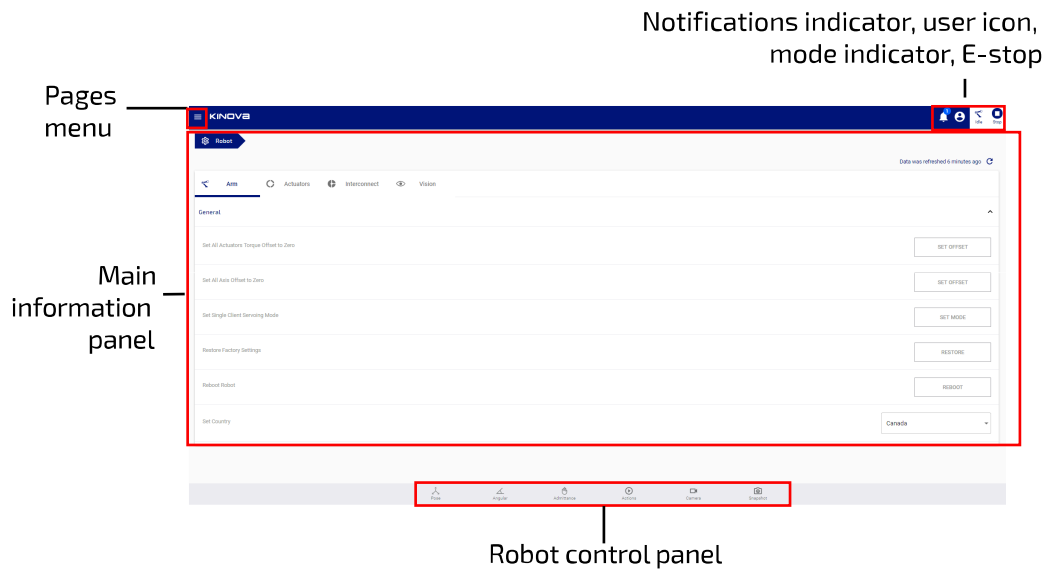 Notifications indicator, user icon,
mode indicator, E-stop
Pages
menu
KINOVA
1
Idle
Stop
Robot
Data was refreshed 6 minutes ago
Arm
Actuators
Interconnect
Vision
General
Set All Actuators Torque Offset to Zero
SET OFFSET
Set All Axis Offset to Zero
SET OFFSET
Main
information
panel
Set Single Client Servoing Mode
SET MODE
Restore Factory Settings
RESTORE
Reboot Robot
REBOOT
Set Country
Canada
Pose
Angular
Admittance
Actions
Camera
Snapshot
Robot control panel